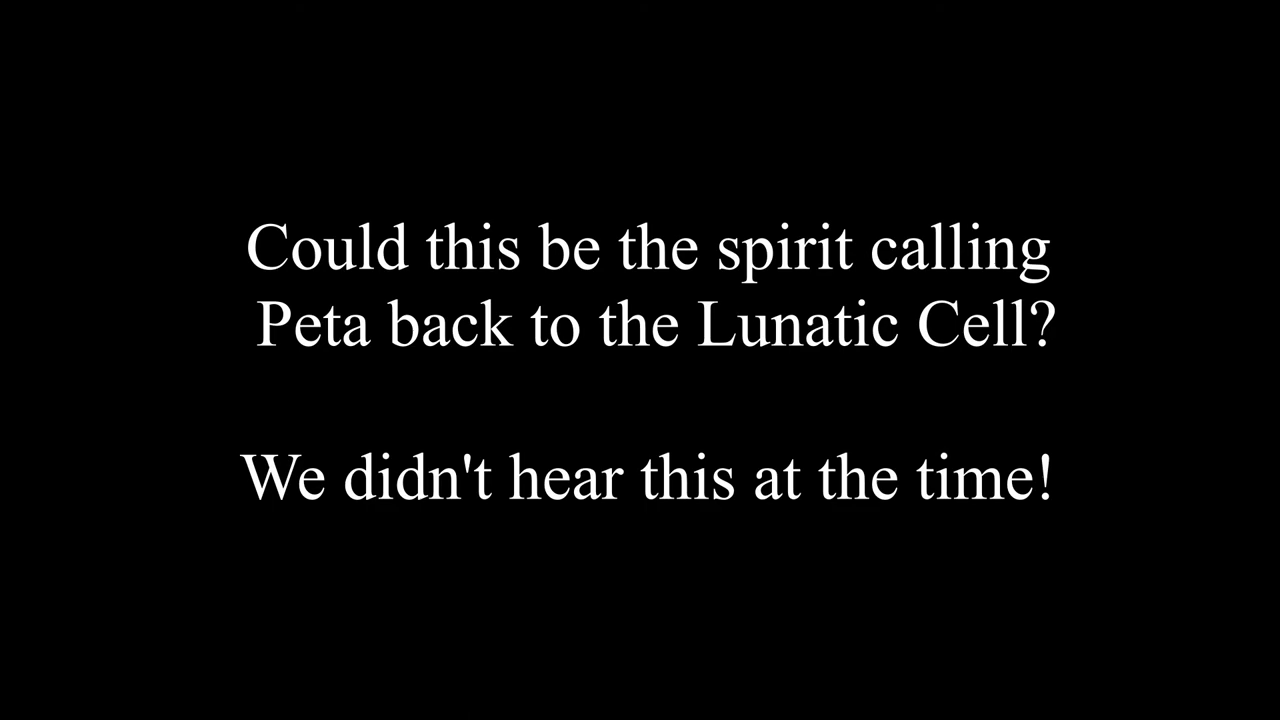 Could this be the spirit calling
Peta back to the Lunatic Cell?
We didn't hear this at the time!